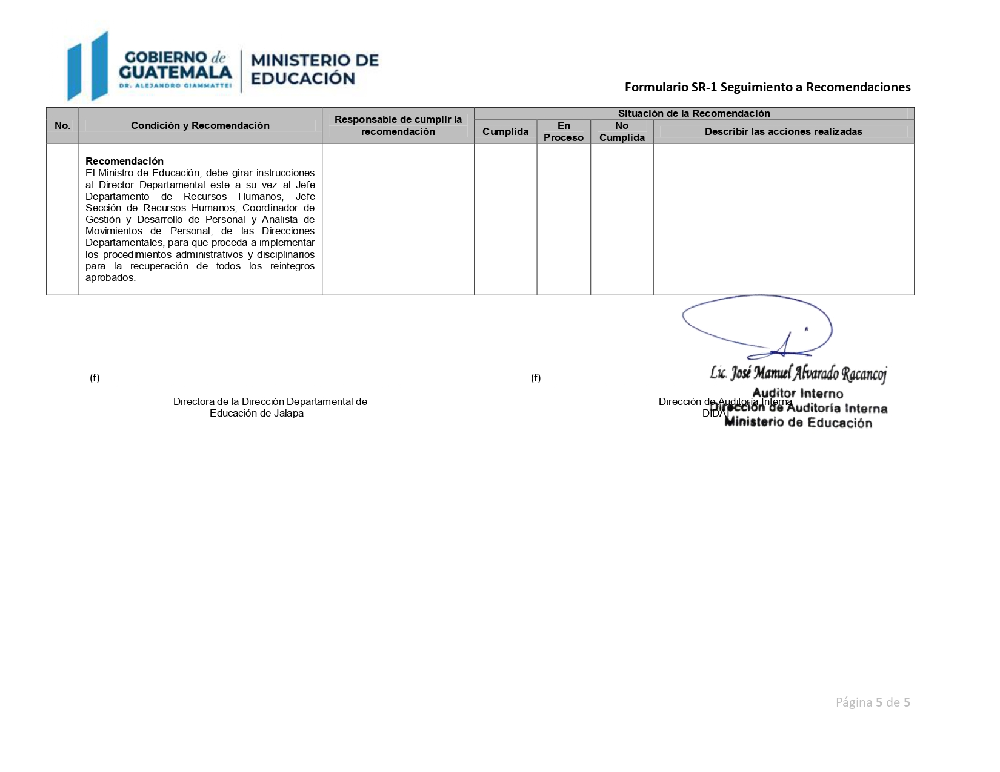 GOBIERNO de
GUATEMALA
DR. ALEJANDRO GIAMMATTEI
MINISTERIO DE
EDUCACIÓN
Formulario SR-1 Seguimiento a Recomendaciones
No.
Condición y Recomendación
Responsable de cumplir la
recomendación
Situación de la Recomendación
Cumplida
En
Proceso
No
Cumplida
Describir las acciones realizadas
Recomendación
El Ministro de Educación, debe girar instrucciones
al Director Departamental este a su vez al Jefe
Departamento de Recursos Humanos, Jefe
Sección de Recursos Humanos, Coordinador de
Gestión y Desarrollo de Personal y Analista de
Movimientos de Personal, de las Direcciones
Departamentales, para que proceda a implementar
los procedimientos administrativos y disciplinarios
para la recuperación de todos los reintegros
aprobados.
(f)
Directora de la Dirección Departamental de
Educación de Jalapa
(f)
Dirección de Auditoría Interna
DIDAI
Lic. José Manuel Alvarado Racancoj
Auditor Interno
Dirección de Auditoría Interna
Ministerio de Educación
Página 5 de 5